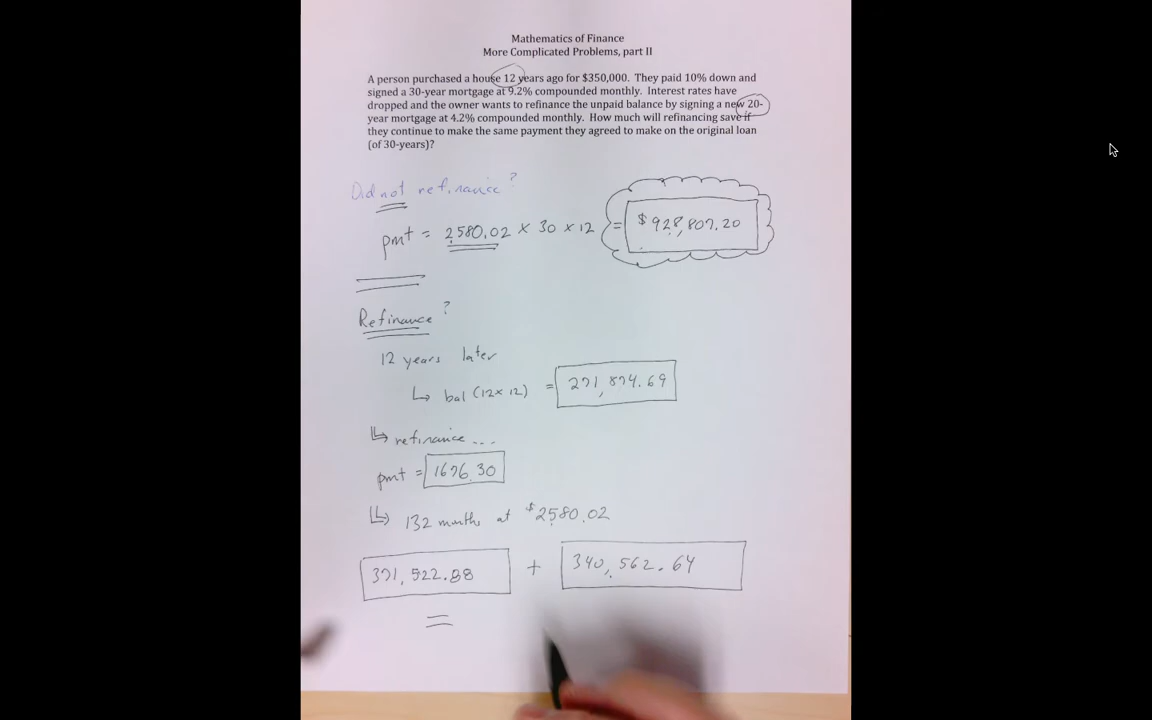 Mathematics of Finance
More Complicated Problems, part II
A person purchased a house 12 years ago for $350,000. They paid 10% down and
signed a 30-year mortgage at 9.2% compounded monthly. Interest rates have
dropped and the owner wants to refinance the unpaid balance by signing a new 20-
year mortgage at 4.2% compounded monthly. How much will refinancing save if
they continue to make the same payment they agreed to make on the original loan
(of 30-years)?
Did not refinance?
pmt = 2580.02 × 30 × 12 = $928,807.20
Refinance?
12 years later
↳ bal (12×12) = 271,874.69
↳ refinance...
pmt = 1676.30
↳ 132 months at $2580.02
371,522.88 + 340,562.64
=